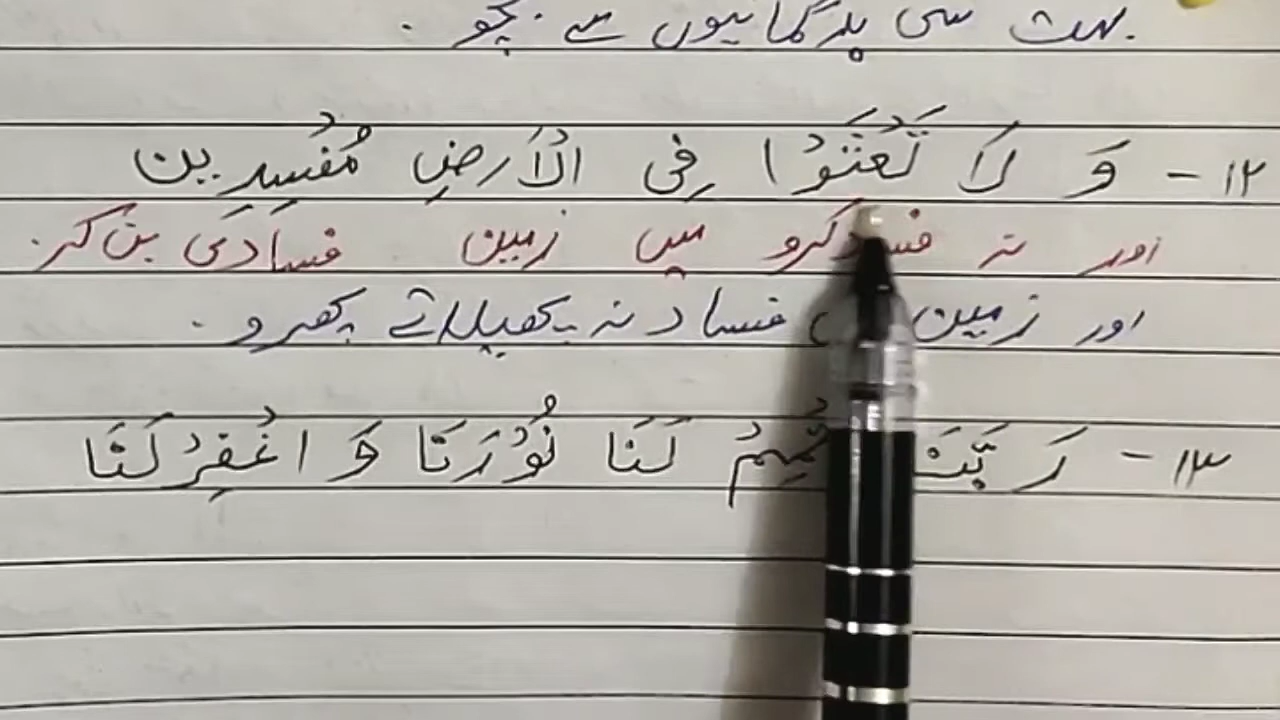 بہت سی بدگمانیوں سے بچو۔
۱۲- وَ لَا تَعْثَوْا فِی الْاَرْضِ مُفْسِدِین
اور نہ فساد کرو میں زمین فسادی بن کر۔
اور زمین فساد نہ پھیلاتے پھرو۔
۱۳- رَبَّنَ لَنَا نُوْرَنَا وَ اغْفِرْ لَنَا